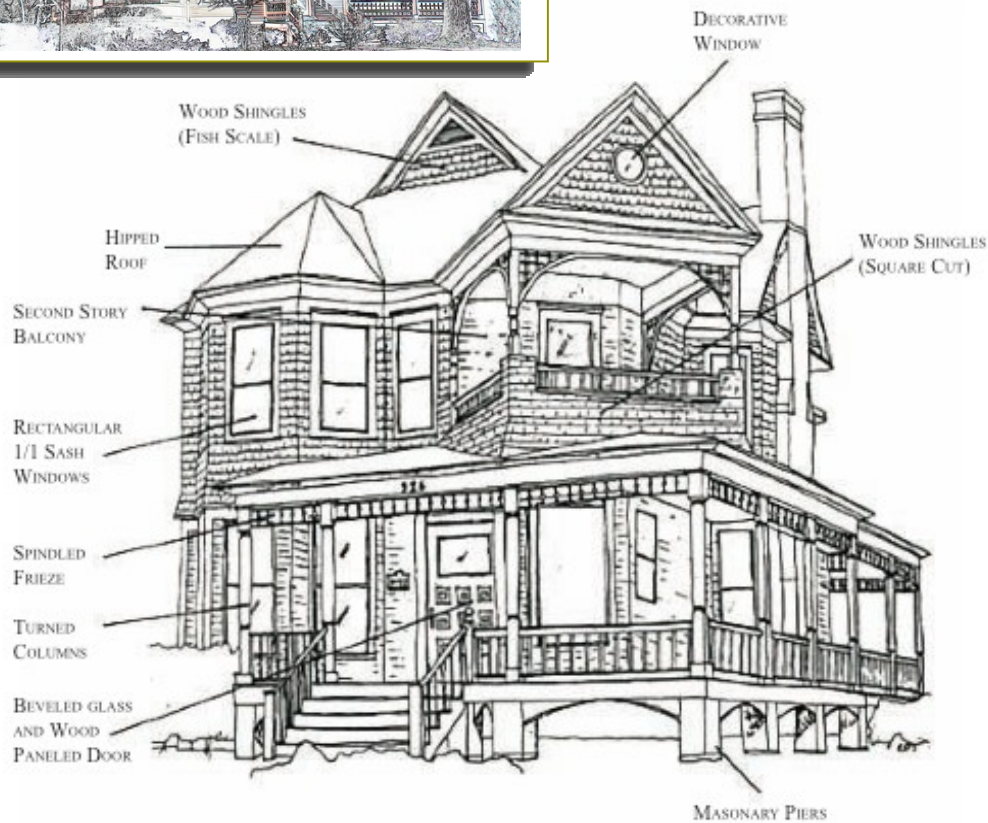 Decorative
Window
Wood Shingles
(Fish Scale)
Hipped
Roof
Wood Shingles
(Square Cut)
Second Story
Balcony
Rectangular
1/1 Sash
Windows
326
Spindled
Frieze
Turned
Columns
Beveled glass
and Wood
Paneled Door
Masonary Piers